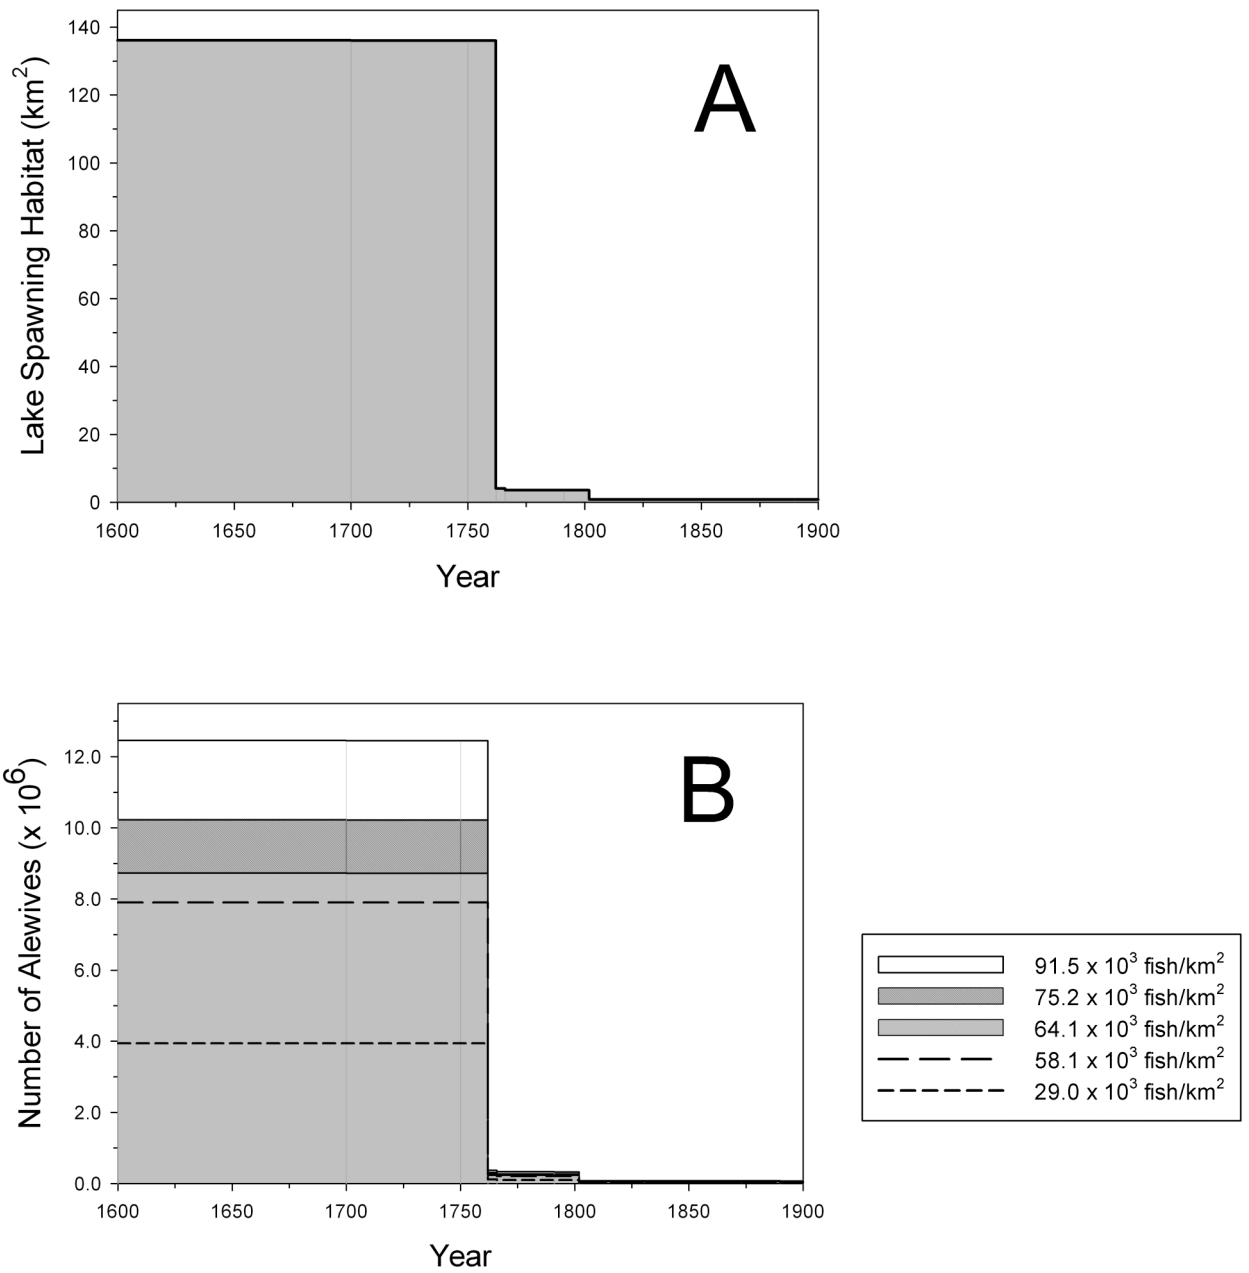 140
120
100
80
60
40
20
0
Lake Spawning Habitat (km²)
A
1600 1650 1700 1750 1800 1850 1900
Year
12.0
10.0
8.0
6.0
4.0
2.0
0.0
Number of Alewives (x 10⁶)
B
1600 1650 1700 1750 1800 1850 1900
Year
91.5 x 10³ fish/km²
75.2 x 10³ fish/km²
64.1 x 10³ fish/km²
58.1 x 10³ fish/km²
29.0 x 10³ fish/km²